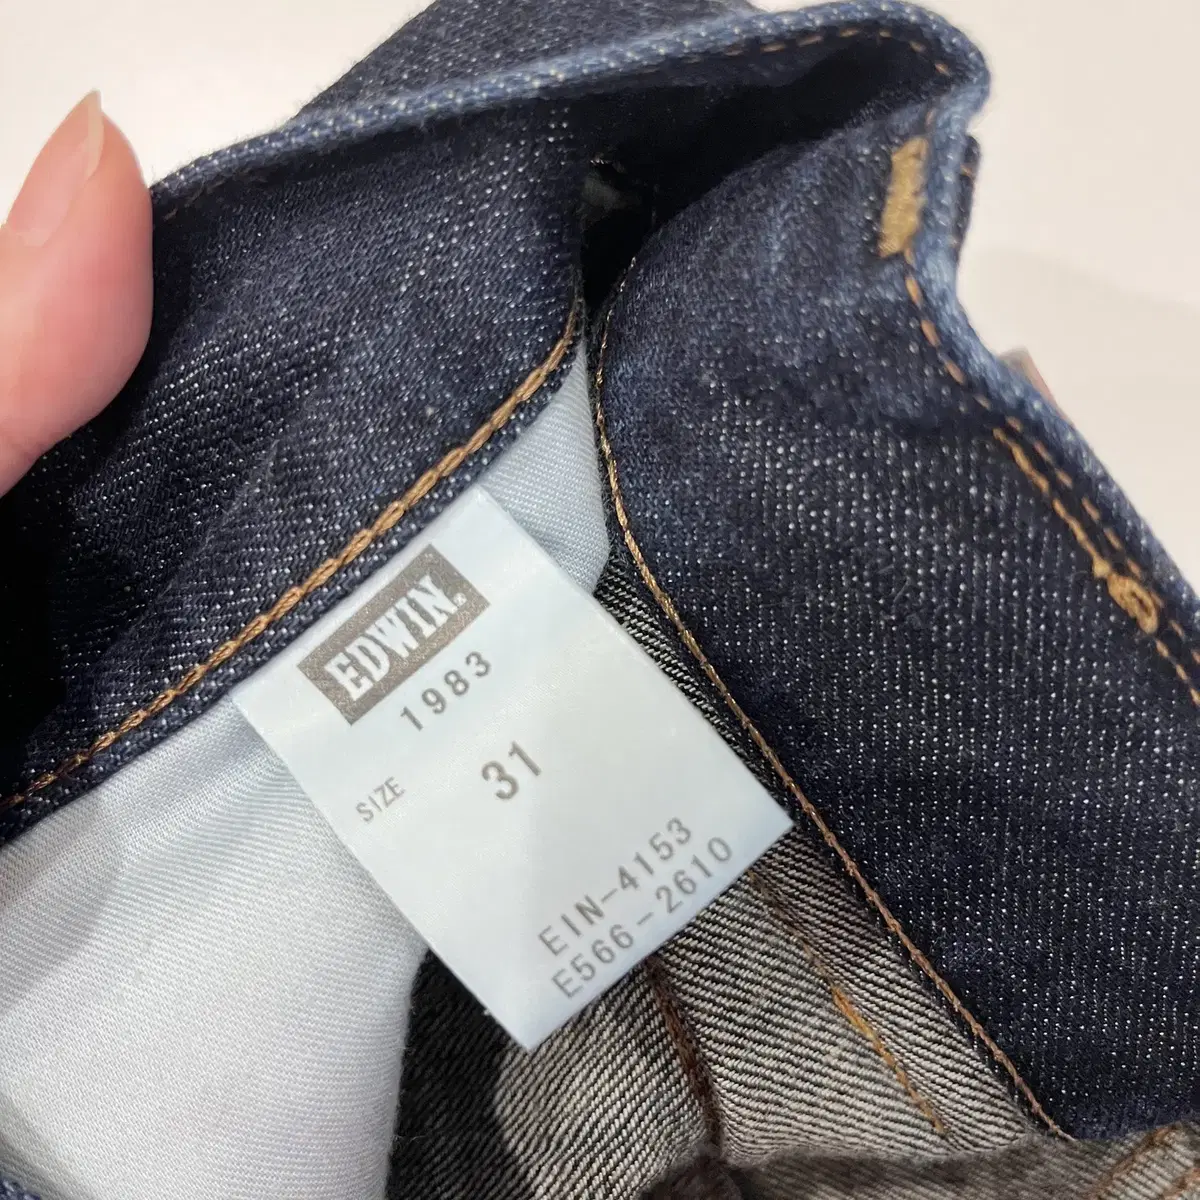 EDWIN.
1983
SIZE 31
EIN-4153
E566-2610